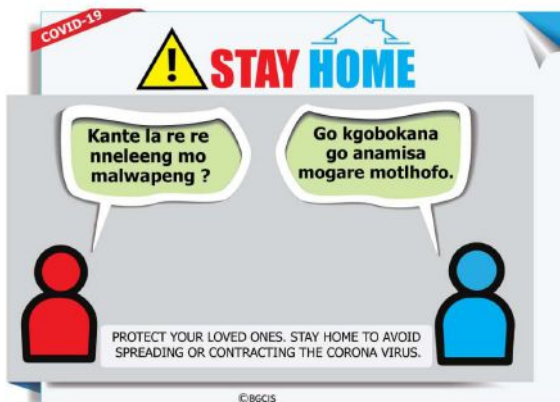 COVID-19
STAY HOME
Kante la re re
nneleeng mo
malwapeng ?
Go kgobokana
go anamisa
mogare motlhofo.
PROTECT YOUR LOVED ONES. STAY HOME TO AVOID
SPREADING OR CONTRACTING THE CORONA VIRUS.
©BGCIS